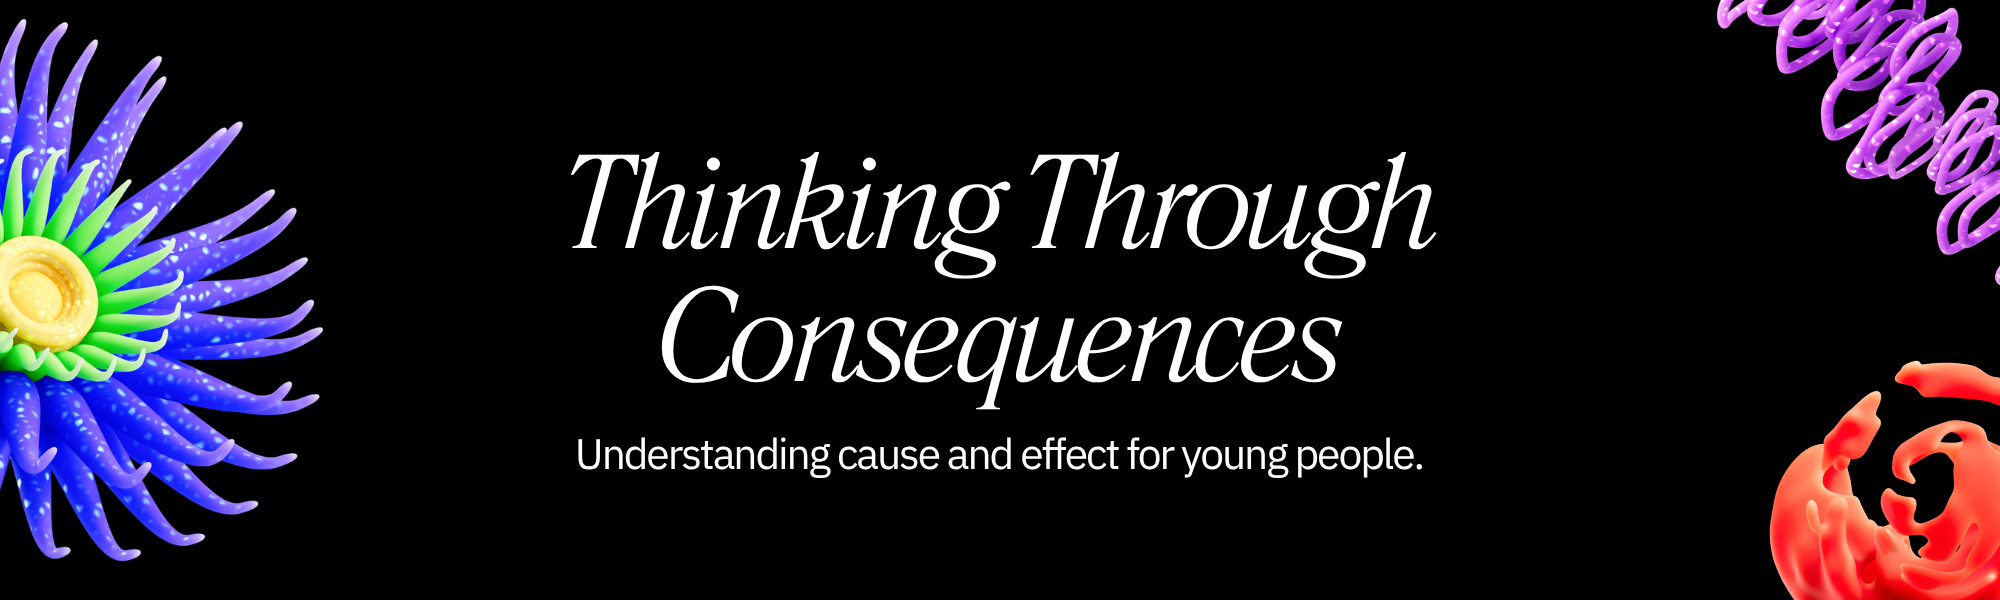 Thinking Through
Consequences
Understanding cause and effect for young people.